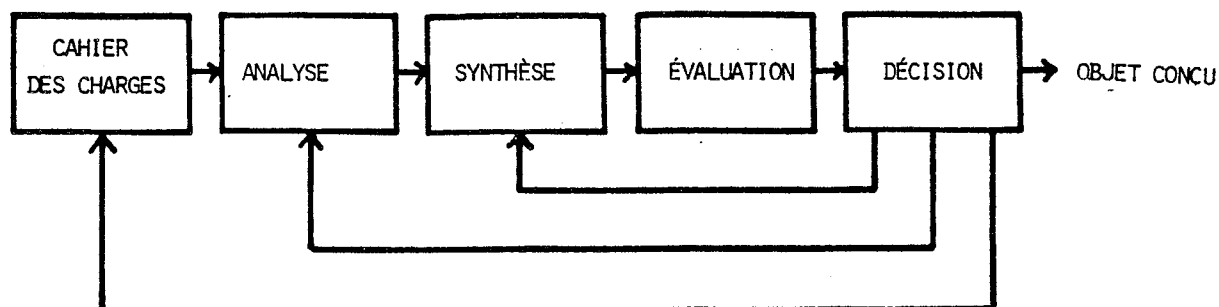 CAHIER
DES CHARGES
ANALYSE
SYNTHÈSE
ÉVALUATION
DÉCISION
OBJET CONCU